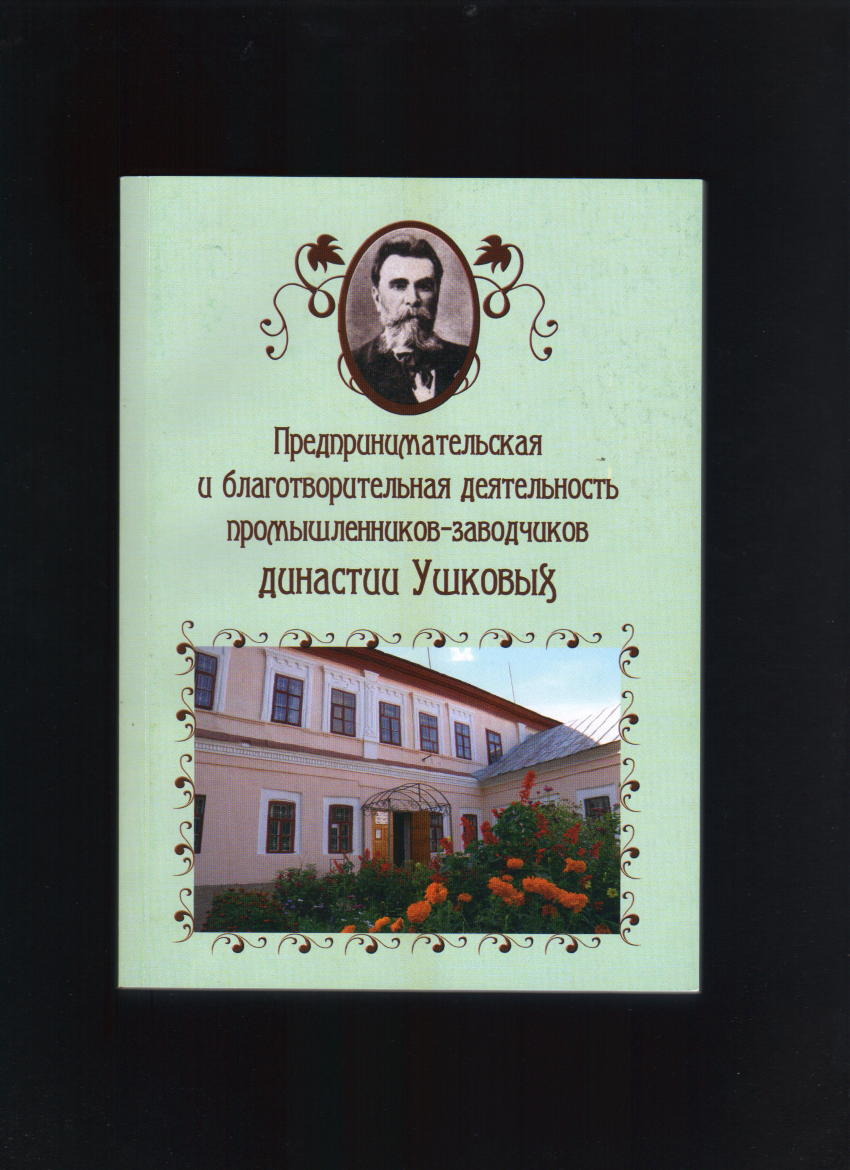 Предпринимательская
и благотворительная деятельность
промышленников-заводчиков
династии Ушковых